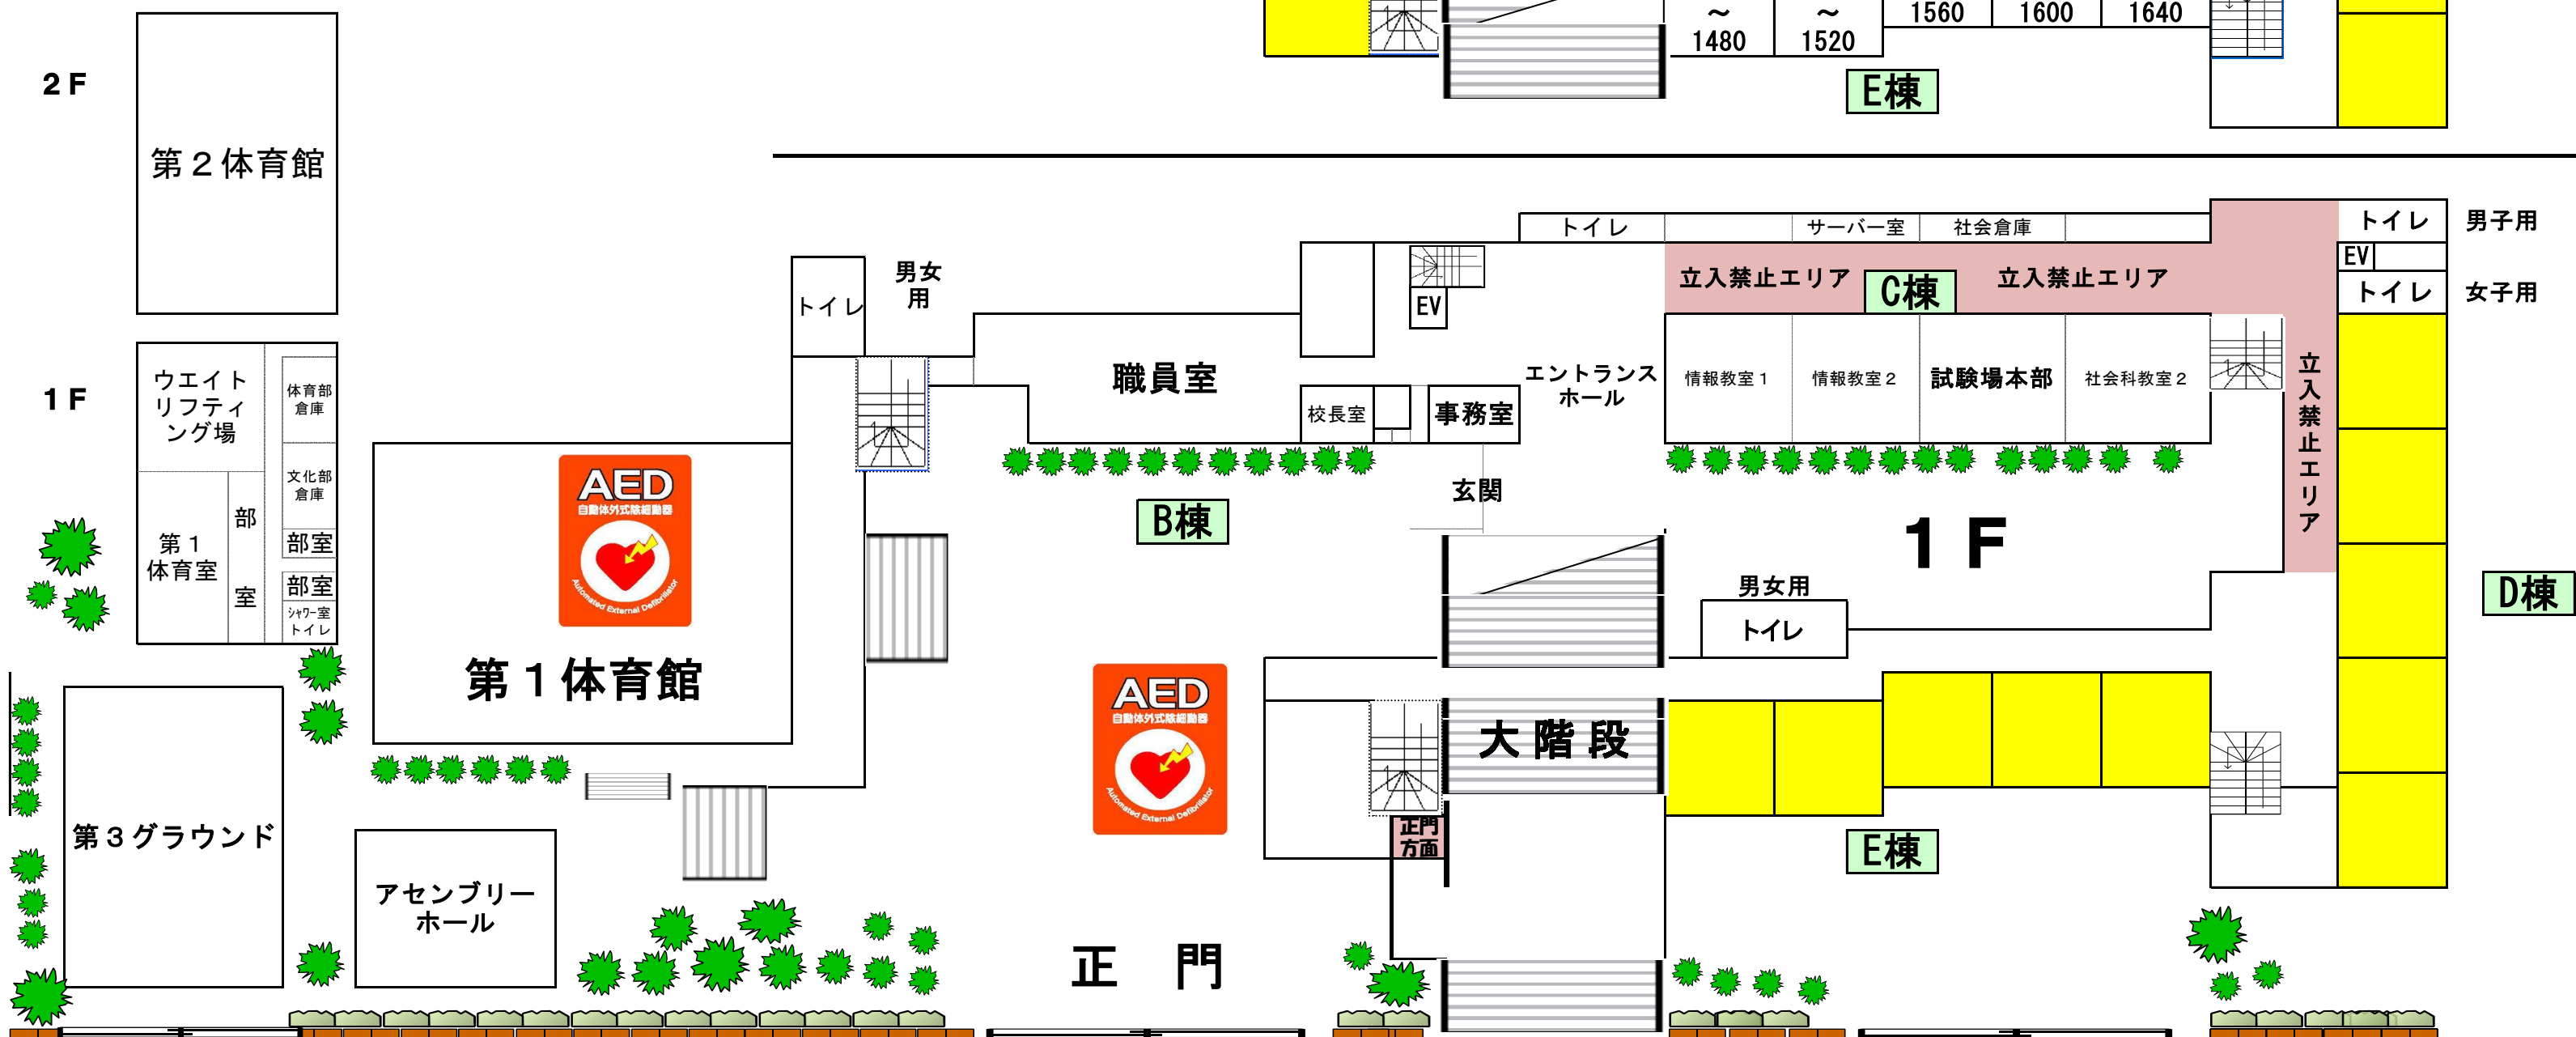 ～
1480
～
1520
1560
1600
1640
E棟
2F
第２体育館
1F
ウエイト
リフティ
ング場
体育部
倉庫
文化部
倉庫
部室
部室
シャワー室
トイレ
第１
体育室
部
室
第３グラウンド
アセンブリー
ホール
トイレ
男女
用
AED
自動体外式除細動器
Automated External Defibrillator
第１体育館
職員室
校長室
事務室
EV
B棟
玄関
エントランス
ホール
トイレ
サーバー室
社会倉庫
立入禁止エリア
C棟
立入禁止エリア
情報教室１
情報教室２
試験場本部
社会科教室２
トイレ
男子用
EV
トイレ
女子用
立入禁止エリア
1F
男女用
トイレ
D棟
AED
自動体外式除細動器
Automated External Defibrillator
大階段
正門
方面
E棟
正門